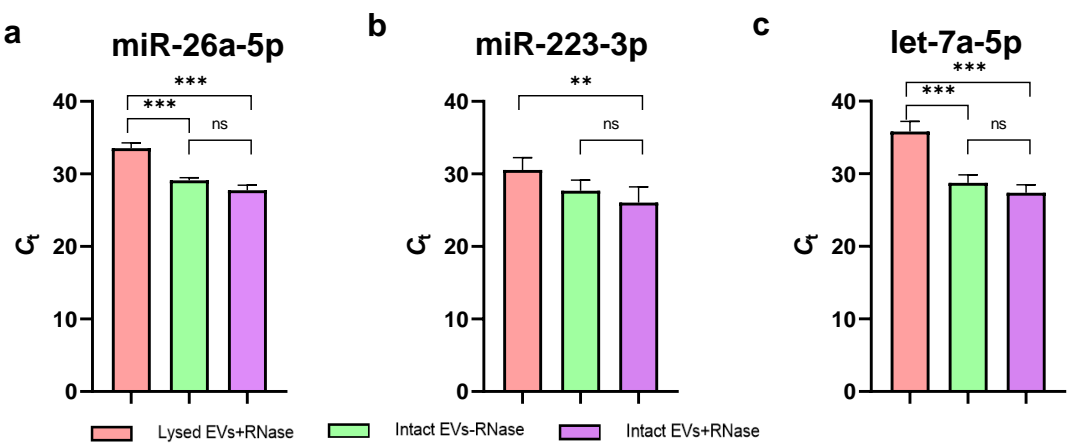 a
miR-26a-5p
***
***
ns
40
30
20
10
0
Ct
b
miR-223-3p
**
ns
40
30
20
10
0
Ct
c
let-7a-5p
***
***
ns
40
30
20
10
0
Ct
Lysed EVs+RNase
Intact EVs-RNase
Intact EVs+RNase